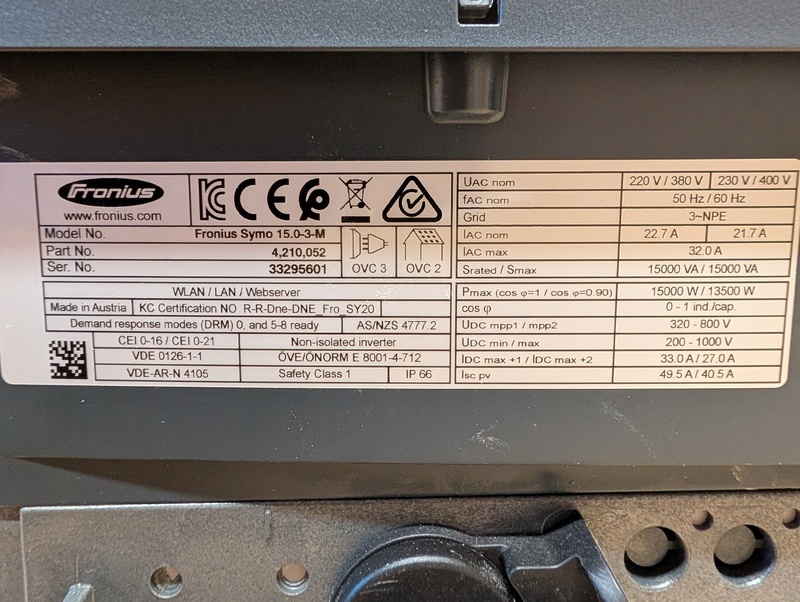 Fronius
www.fronius.com
Model No. Fronius Symo 15.0-3-M
Part No. 4,210,052
Ser. No. 33295601
OVC 3 OVC 2
WLAN / LAN / Webserver
Made in Austria KC Certification NO R-R-Dne-DNE_Fro_SY20
Demand response modes (DRM) 0, and 5-8 ready AS/NZS 4777.2
CEI 0-16 / CEI 0-21 Non-isolated inverter
VDE 0126-1-1 ÖVE/ÖNORM E 8001-4-712
VDE-AR-N 4105 Safety Class 1 IP 66
UAC nom 220 V / 380 V 230 V / 400 V
fAC nom 50 Hz / 60 Hz
Grid 3~NPE
IAC nom 22.7 A 21.7 A
IAC max 32.0 A
Srated / Smax 15000 VA / 15000 VA
Pmax (cos φ=1 / cos φ=0.90) 15000 W / 13500 W
cos φ 0 - 1 ind./cap.
UDC mpp1 / mpp2 320 - 800 V
UDC min / max 200 - 1000 V
IDC max +1 / IDC max +2 33.0 A / 27.0 A
Isc pv 49.5 A / 40.5 A